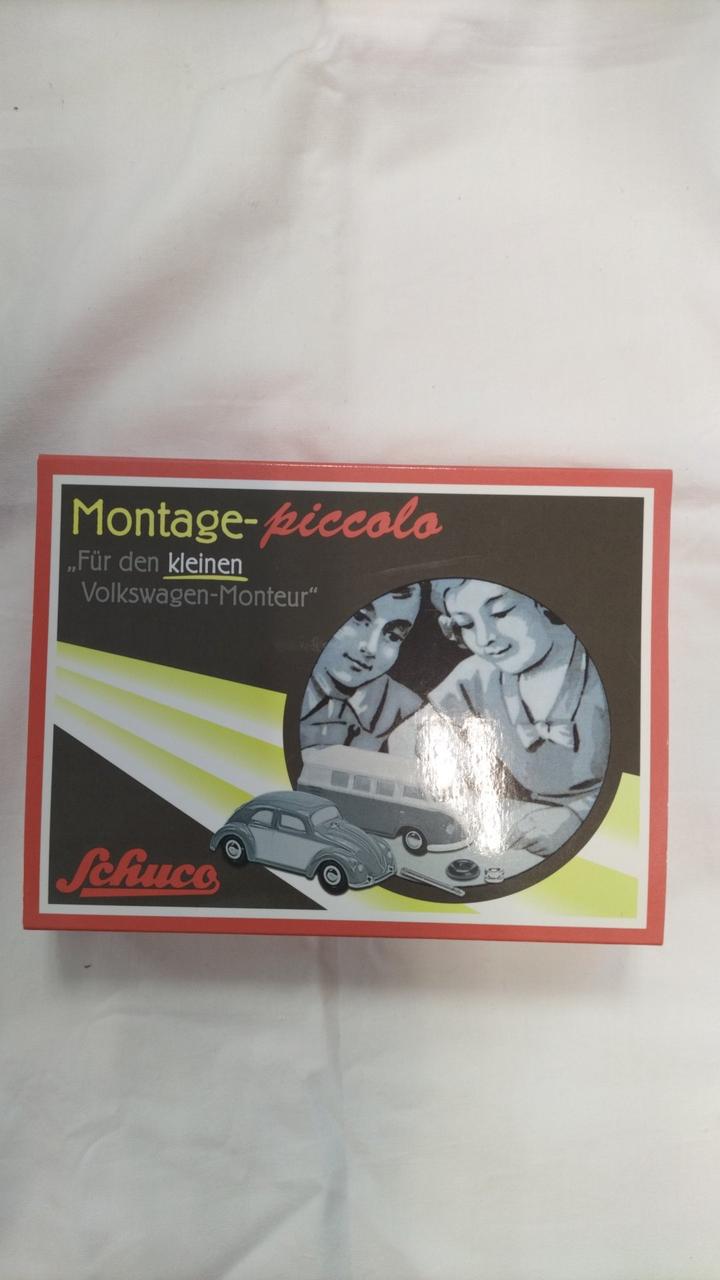 Montage-piccolo
„Für den kleinen
Volkswagen-Monteur“
Schuco